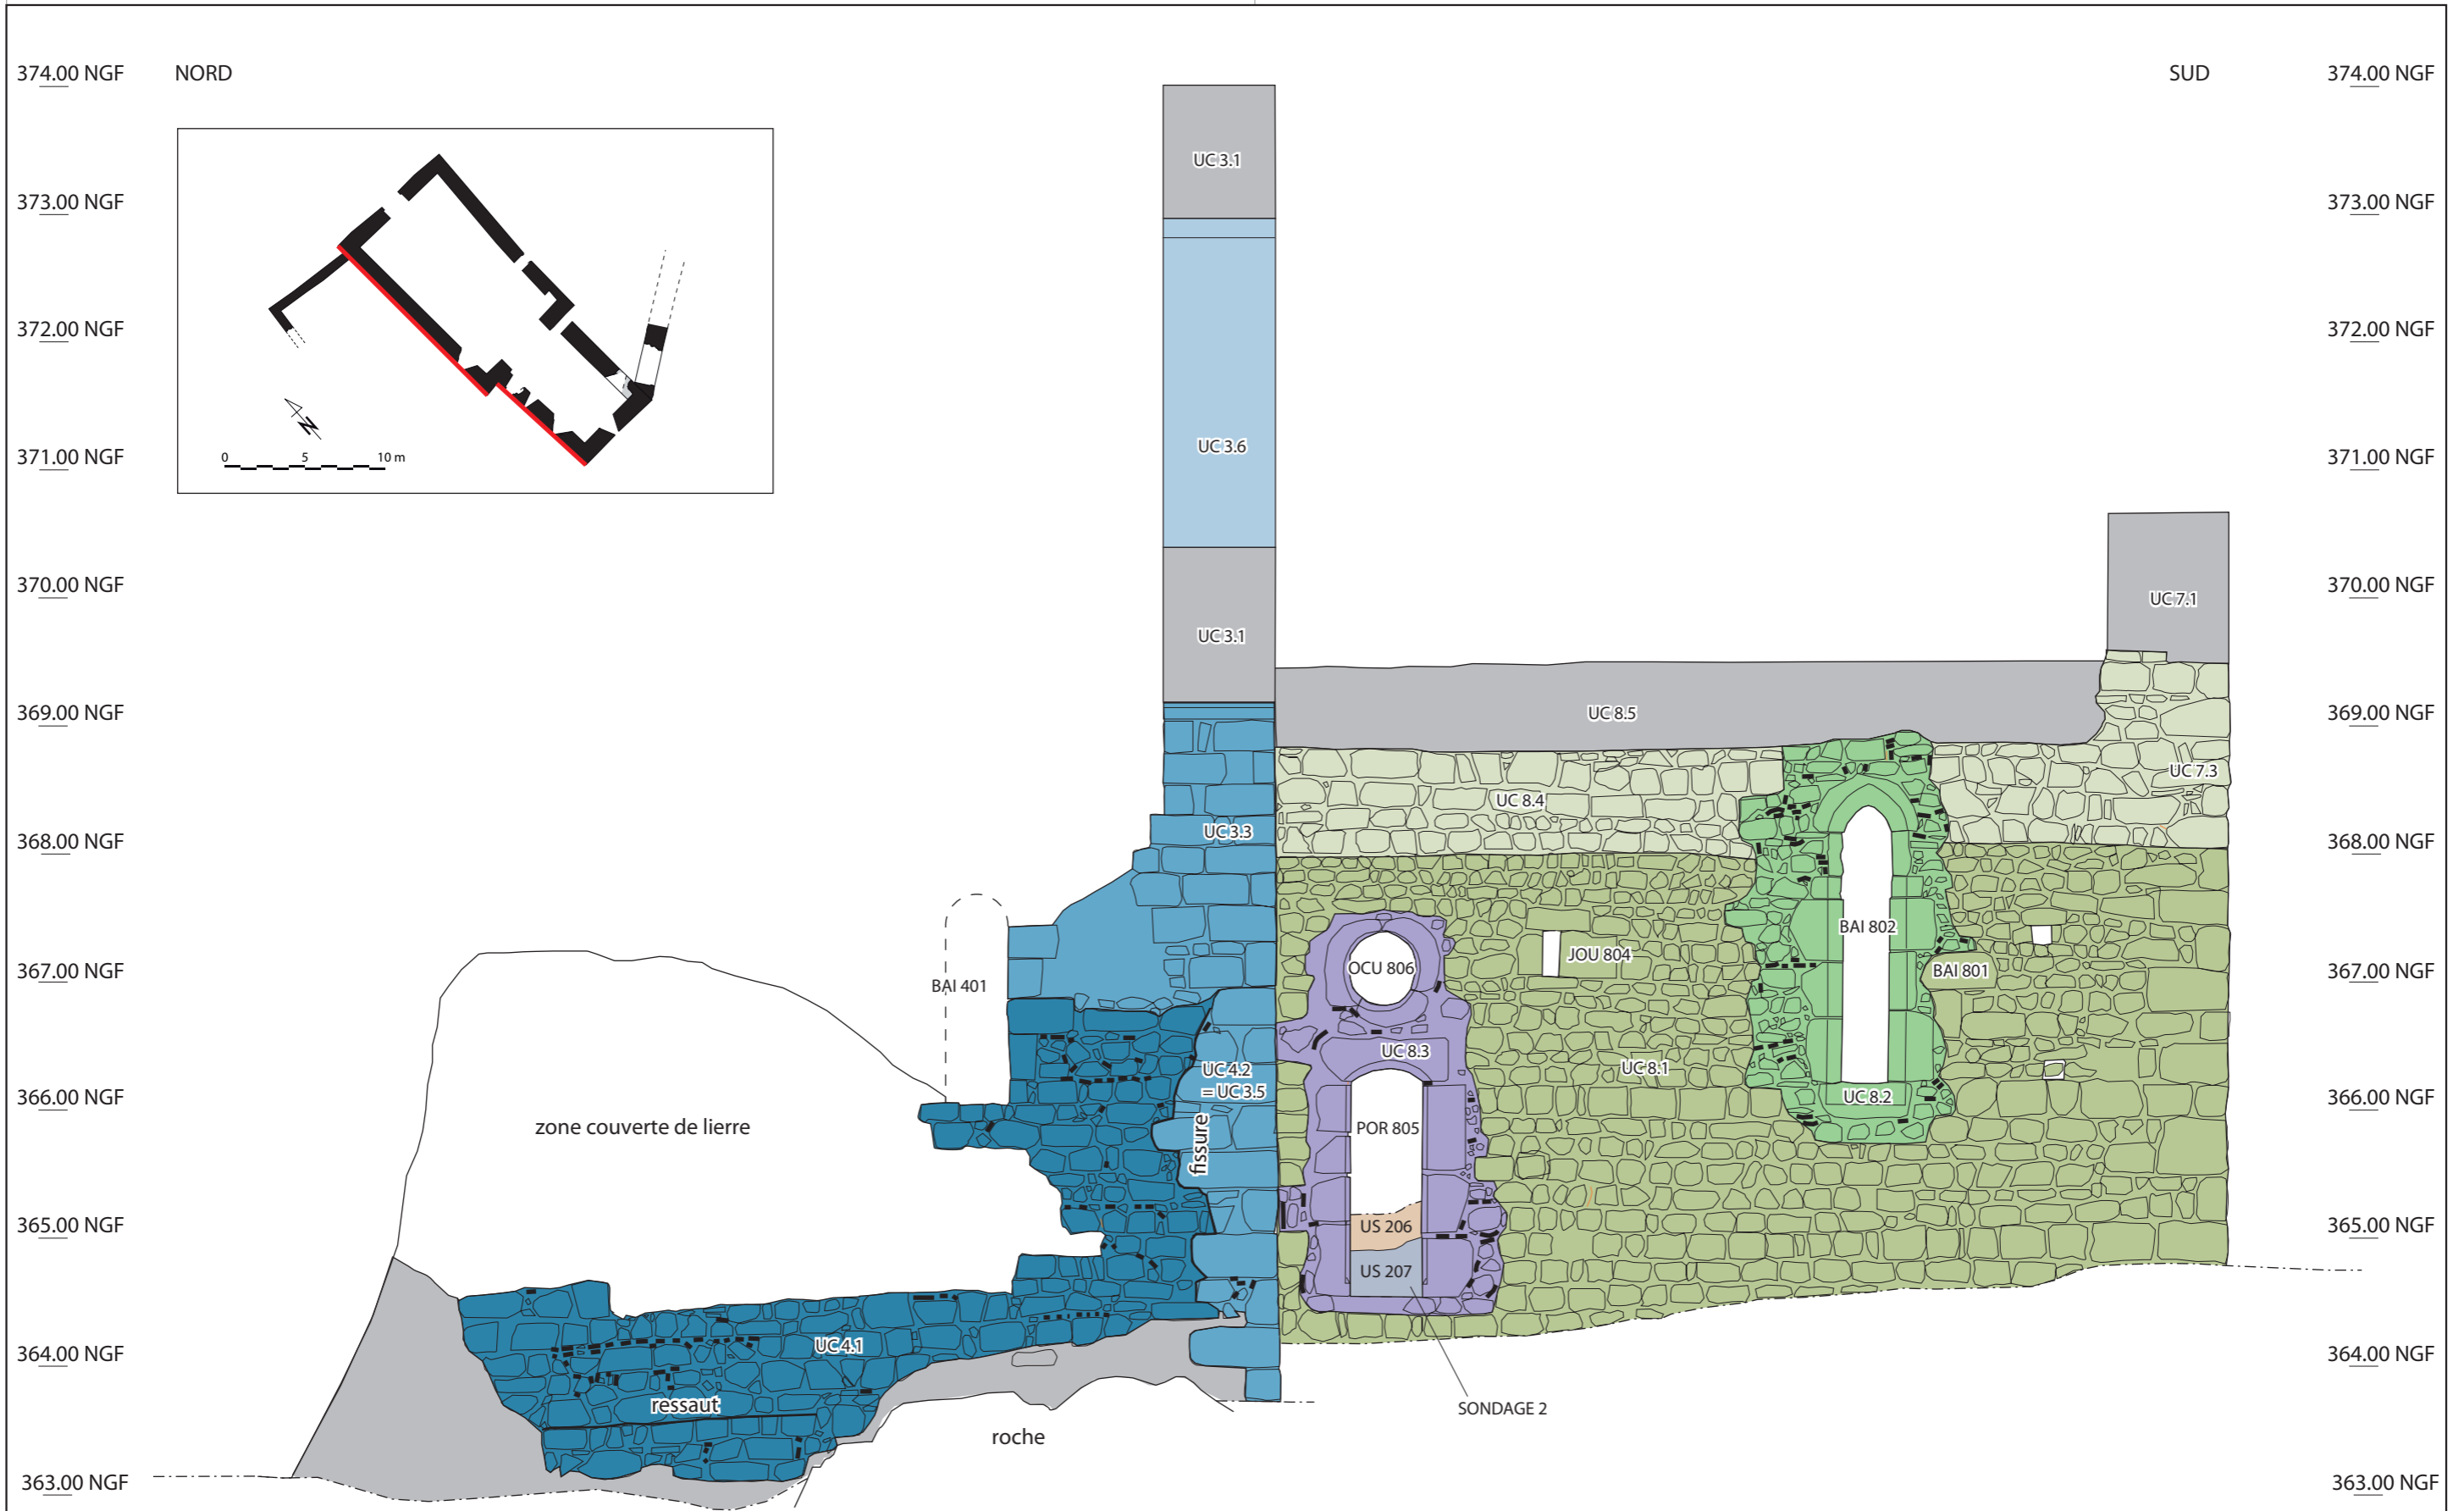 374.00 NGF
NORD
SUD
374.00 NGF
UC 3.1
373.00 NGF
373.00 NGF
372.00 NGF
372.00 NGF
N
0 5 10 m
UC 3.6
371.00 NGF
371.00 NGF
370.00 NGF
370.00 NGF
UC 7.1
UC 3.1
369.00 NGF
UC 8.5
369.00 NGF
UC 7.3
UC 8.4
368.00 NGF
UC 3.3
368.00 NGF
BAI 802
JOU 804
367.00 NGF
OCU 806
BAI 801
367.00 NGF
BAI 401
UC 8.3
UC 4.2
= UC 3.5
UC 8.1
366.00 NGF
UC 8.2
366.00 NGF
zone couverte de lierre
fissure
POR 805
365.00 NGF
US 206
365.00 NGF
US 207
364.00 NGF
UC 4.1
364.00 NGF
ressaut
SONDAGE 2
roche
363.00 NGF
363.00 NGF